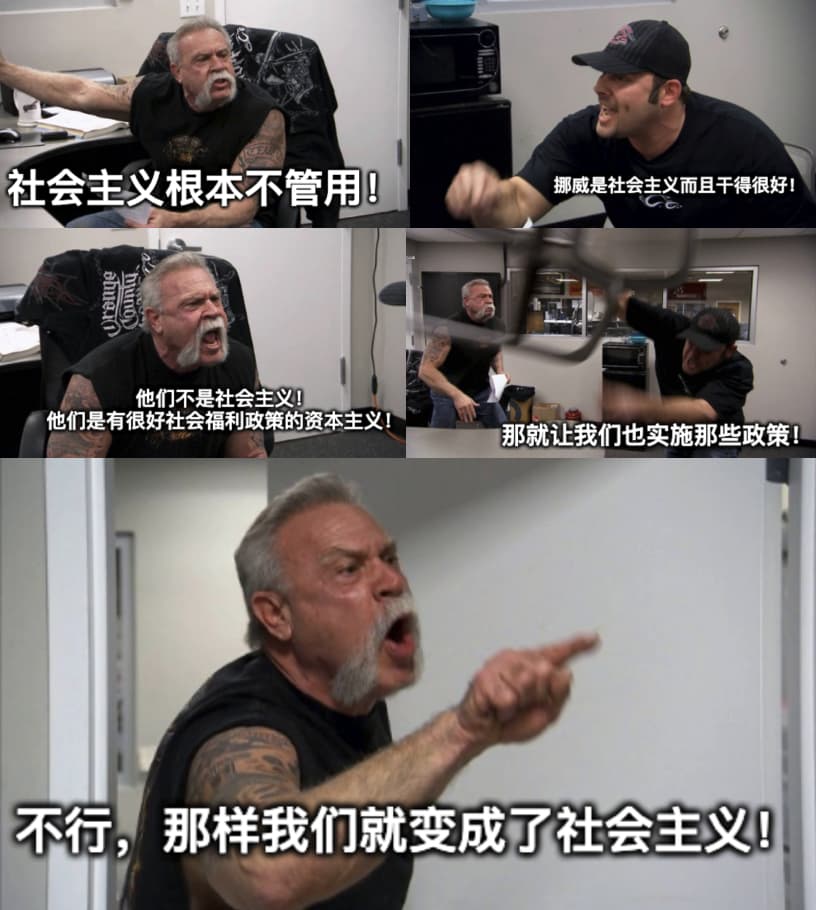 社会主义根本不管用！
挪威是社会主义而且干得很好！
Orange
County
他们不是社会主义！
他们是有很好社会福利政策的资本主义！
那就让我们也实施那些政策！
不行，那样我们就变成了社会主义！